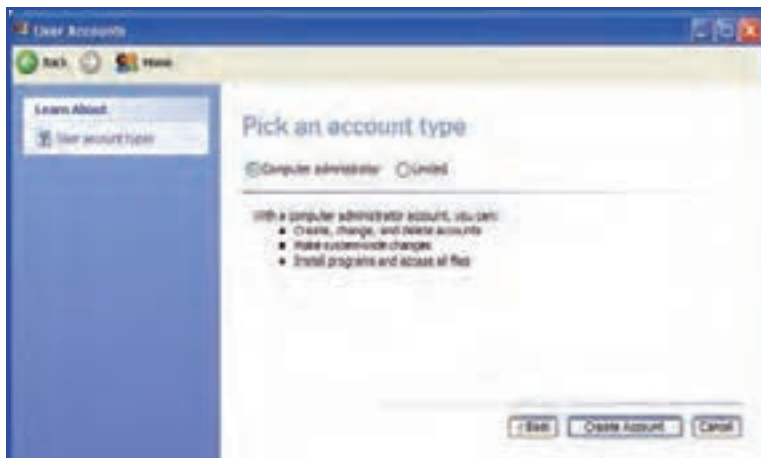 User Accounts
Back Home
Learn About
User account types
Pick an account type
Computer administrator Limited
With a computer administrator account, you can:
• Create, change, and delete accounts
• Make system-wide changes
• Install programs and access all files
< Back Create Account Cancel